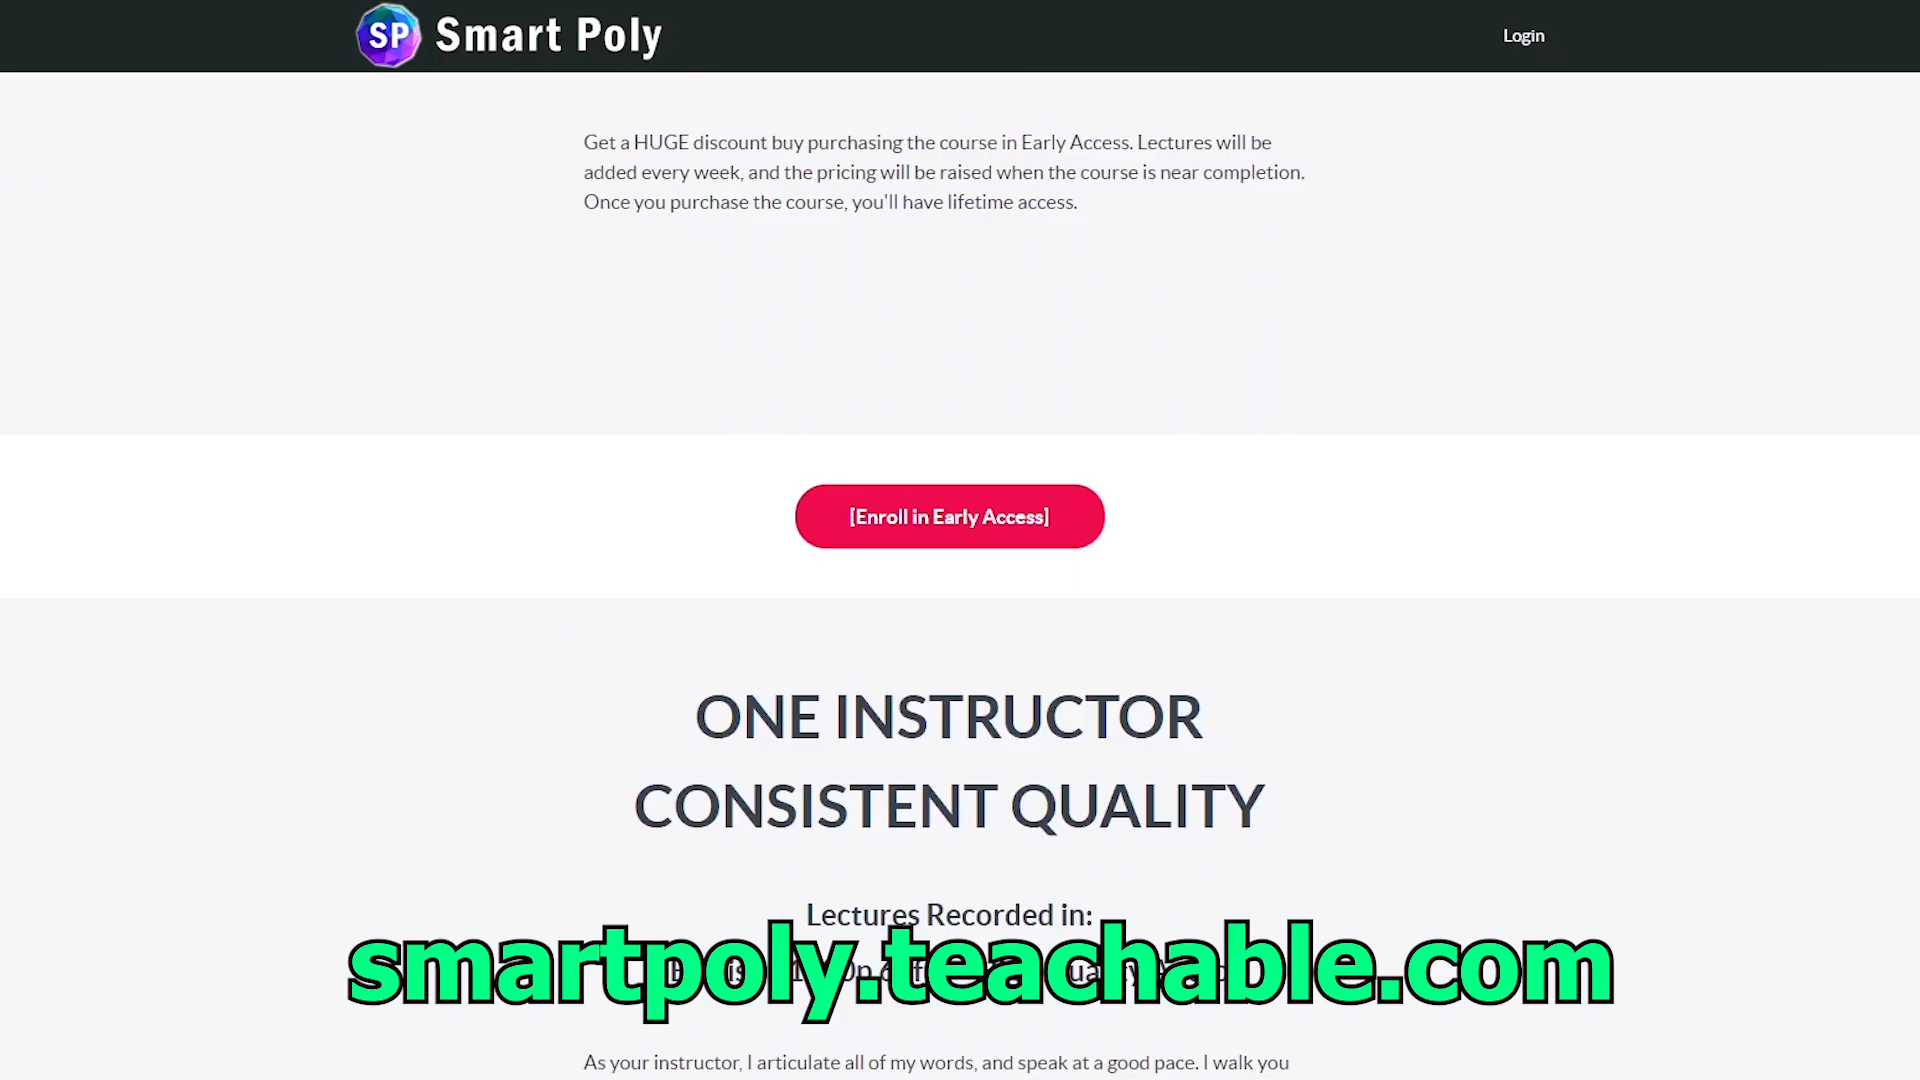 SP Smart Poly
Login
Get a HUGE discount buy purchasing the course in Early Access. Lectures will be
added every week, and the pricing will be raised when the course is near completion.
Once you purchase the course, you'll have lifetime access.
[Enroll in Early Access]
ONE INSTRUCTOR
CONSISTENT QUALITY
Lectures Recorded in:
smartpoly.teachable.com
As your instructor, I articulate all of my words, and speak at a good pace. I walk you